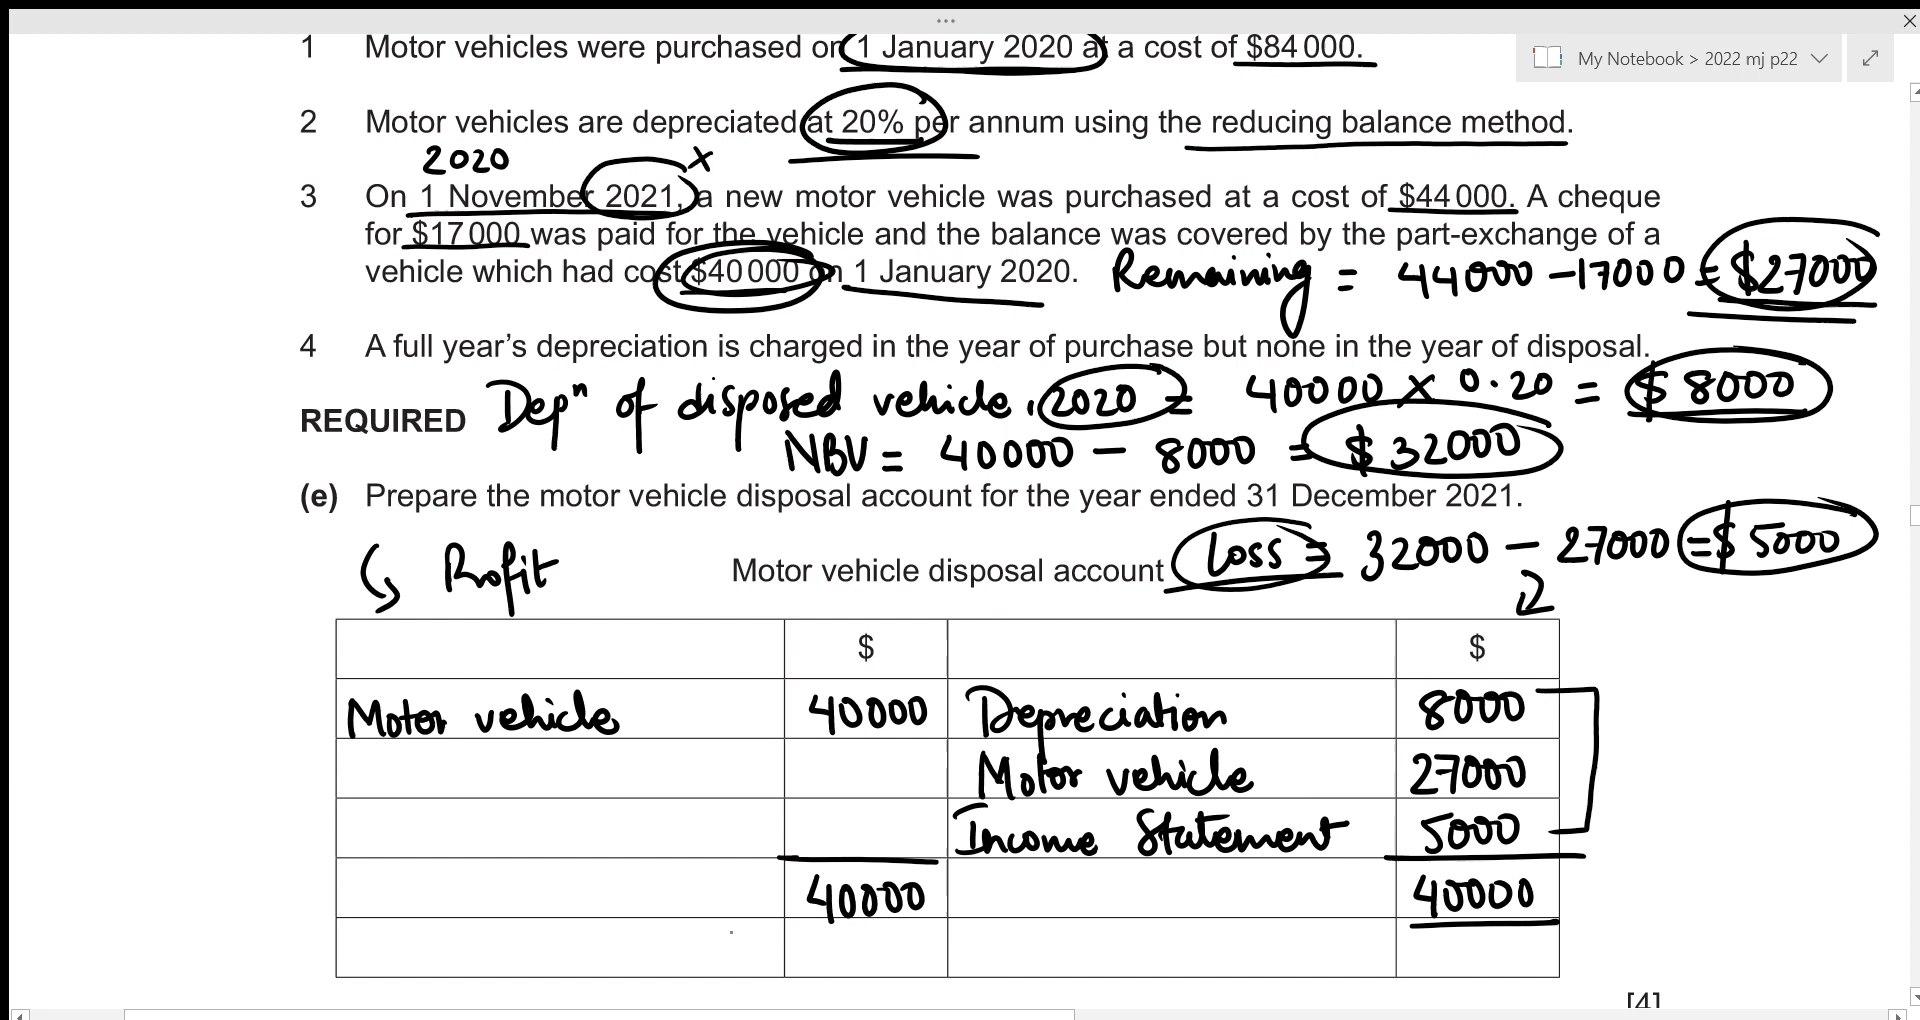 1 Motor vehicles were purchased on 1 January 2020 at a cost of $84 000.
My Notebook > 2022 mj p22
2 Motor vehicles are depreciated at 20% per annum using the reducing balance method.
2020 x
3 On 1 November 2021, a new motor vehicle was purchased at a cost of $44 000. A cheque
for $17 000 was paid for the vehicle and the balance was covered by the part-exchange of a
vehicle which had cost $40 000 on 1 January 2020. Remaining = 44000 - 17000 = $27000
4 A full year's depreciation is charged in the year of purchase but none in the year of disposal.
Depn of disposed vehicle, 2020 = 40000 x 0.20 = $8000
REQUIRED
NBV = 40000 - 8000 = $32000
(e) Prepare the motor vehicle disposal account for the year ended 31 December 2021.
Loss = 32000 - 27000 = $5000
Profit
Motor vehicle disposal account
$ $
Motor vehicle 40000 Depreciation 8000
Motor vehicle 27000
Income Statement 5000
40000 40000
[4]